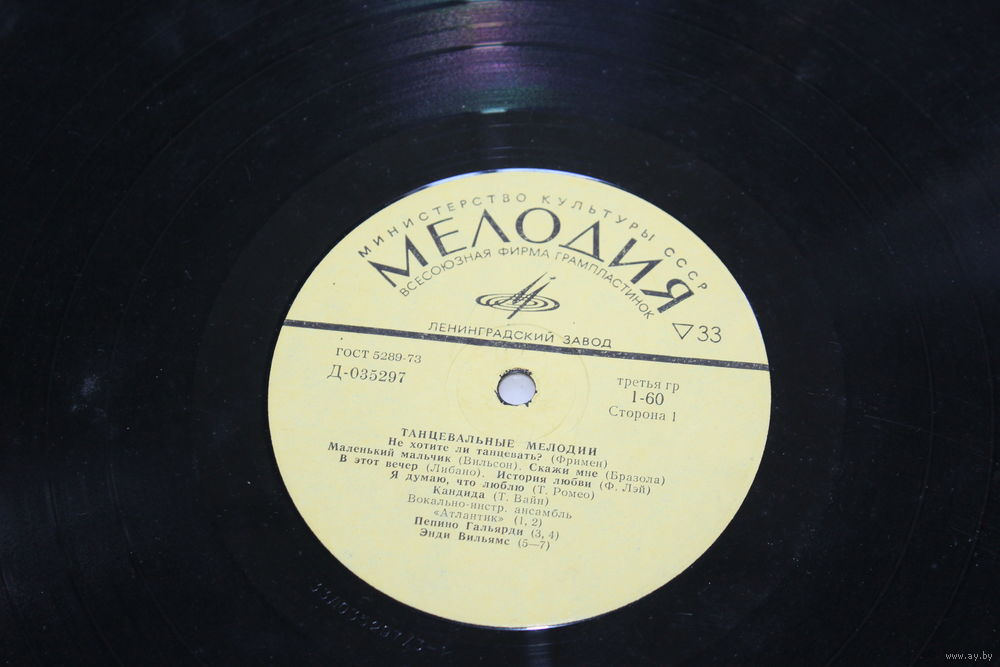 МИНИСТЕРСТВО КУЛЬТУРЫ СССР
МЕЛОДИЯ
ВСЕСОЮЗНАЯ ФИРМА ГРАМПЛАСТИНОК
ЛЕНИНГРАДСКИЙ ЗАВОД
33
ГОСТ 5289-73
Д-035297
третья гр
1-60
Сторона 1
ТАНЦЕВАЛЬНЫЕ МЕЛОДИИ
Не хотите ли танцевать? (Фримен)
Маленький мальчик (Вильсон). Скажи мне (Бразола)
В этот вечер (Либано). История любви (Ф. Лэй)
Я думаю, что люблю (Т. Ромео)
Кандида (Т. Вайн)
Вокально-инстр. ансамбль
«Атлантик» (1, 2)
Пепино Гальярди (3, 4)
Энди Вильямс (5—7)
www.ay.by